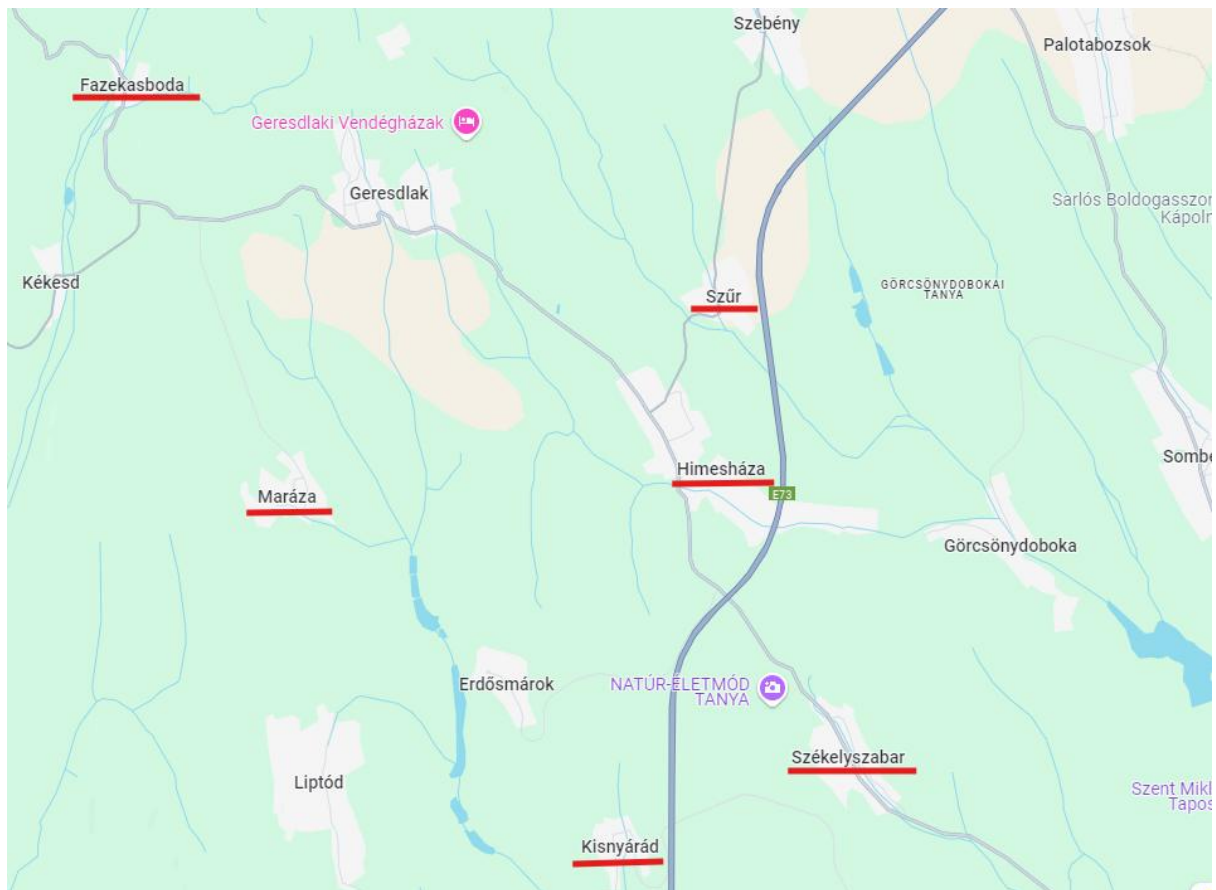 Szebény
Palotabozsok
Fazekasboda
Geresdlaki Vendégházak
Geresdlak
Sarlós Boldogasszor
Kápoln
Kékesd
GÖRCSÖNYDOBOKAI
TANYA
Szűr
Sombe
Himesháza
E73
Maráza
Görcsönydoboka
Erdősmárok
NATÚR-ÉLETMÓD
TANYA
Székelyszabar
Liptód
Szent Mikl
Tapos
Kisnyárád